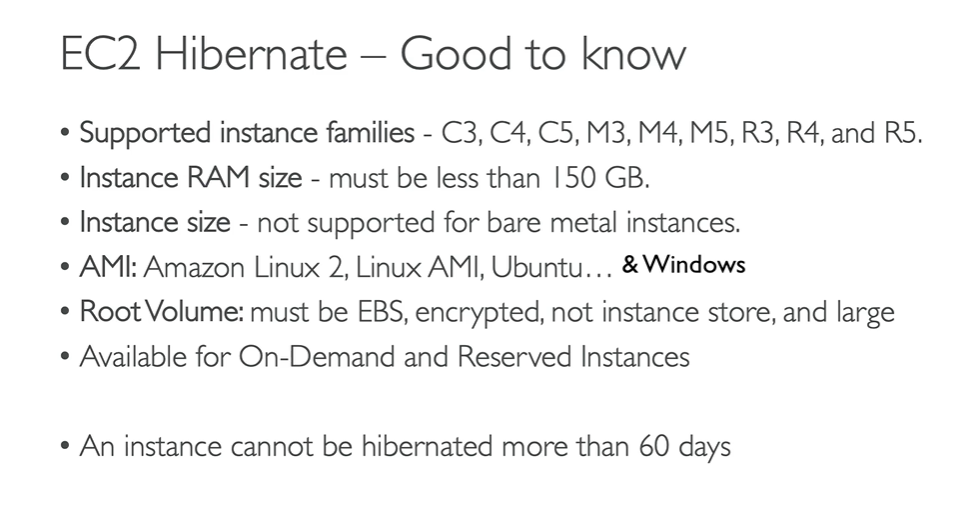 EC2 Hibernate – Good to know
• Supported instance families - C3, C4, C5, M3, M4, M5, R3, R4, and R5.
• Instance RAM size - must be less than 150 GB.
• Instance size - not supported for bare metal instances.
• AMI: Amazon Linux 2, Linux AMI, Ubuntu… & Windows
• Root Volume: must be EBS, encrypted, not instance store, and large
• Available for On-Demand and Reserved Instances
• An instance cannot be hibernated more than 60 days